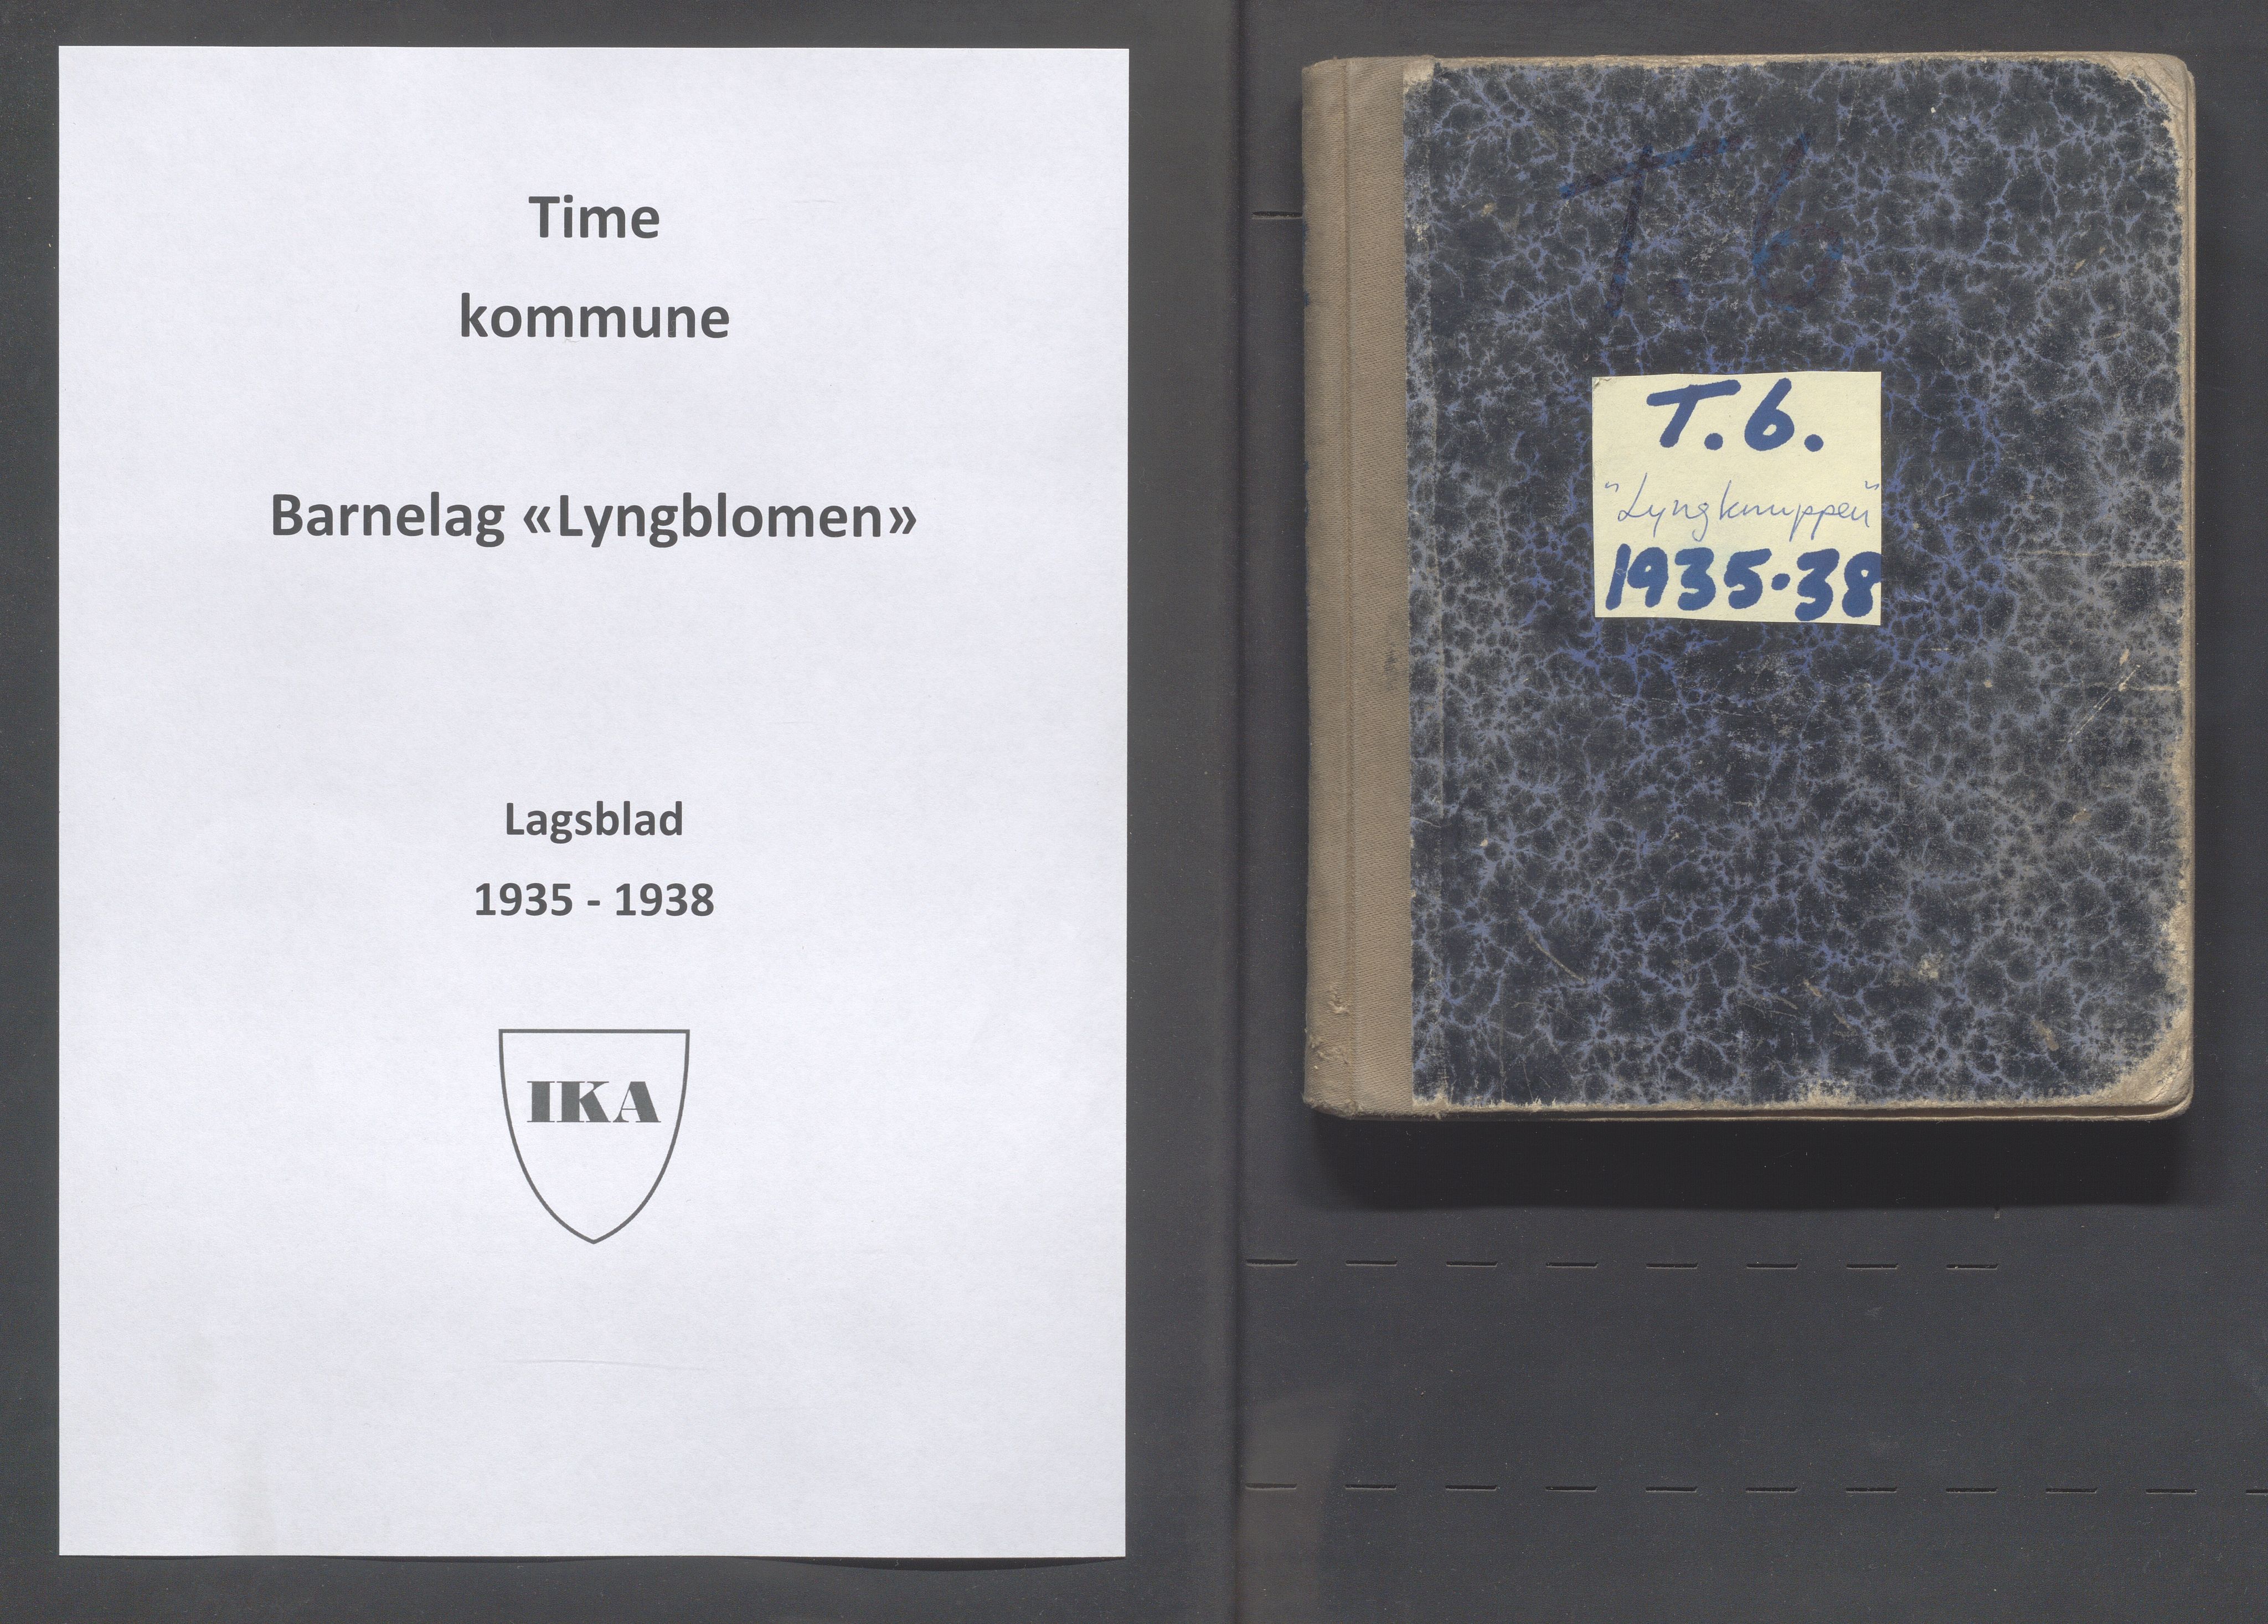 Time
kommune
Barnelag «Lyngblomen»
Lagsblad
1935 - 1938
IKA
T.6
T.6.
"Lyngknuppen"
1935-38